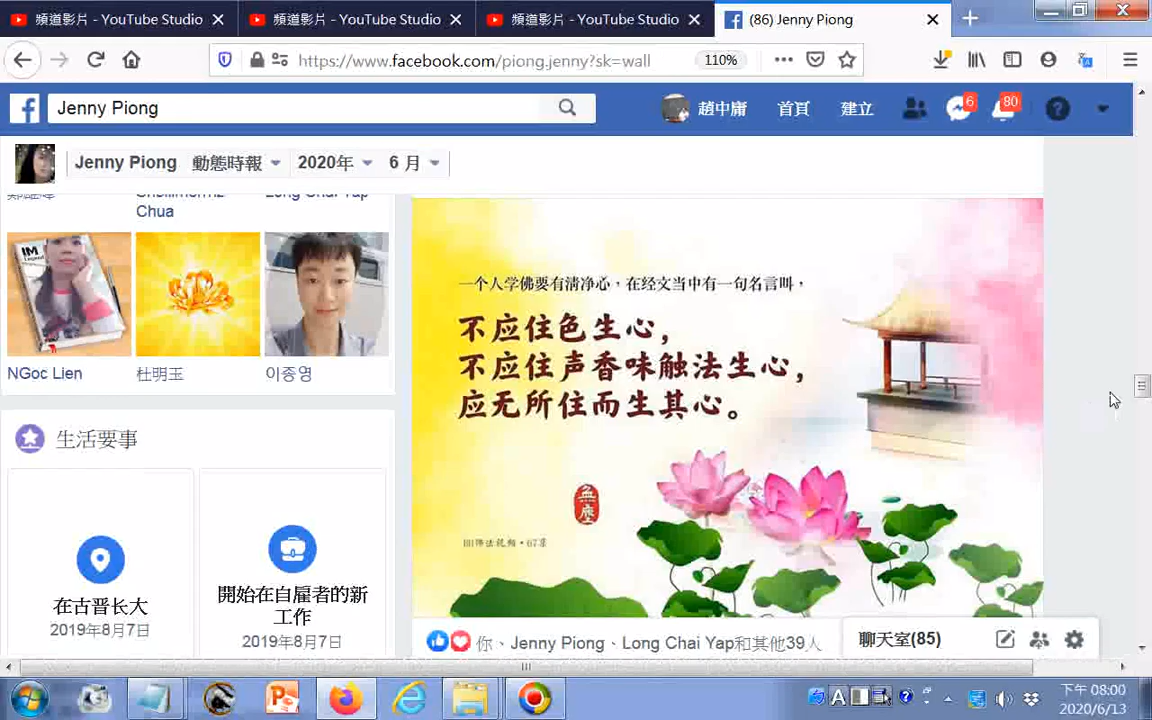 頻道影片 - YouTube Studio
頻道影片 - YouTube Studio
頻道影片 - YouTube Studio
(86) Jenny Piong
https://www.facebook.com/piong.jenny?sk=wall
110%
Jenny Piong
趙中庸
首頁
建立
6
80
Jenny Piong 動態時報 2020年 6 月
Chua
Long Chai Yap
IM
NGoc Lien
杜明玉
이종영
生活要事
在古晋长大
2019年8月7日
開始在自雇者的新
工作
2019年8月7日
一个人学佛要有清净心，在经文当中有一句名言叫，
不应住色生心，
不应住声香味触法生心，
应无所住而生其心。
你、Jenny Piong、Long Chai Yap和其他39人
聊天室(85)
A
下午 08:00
2020/6/13